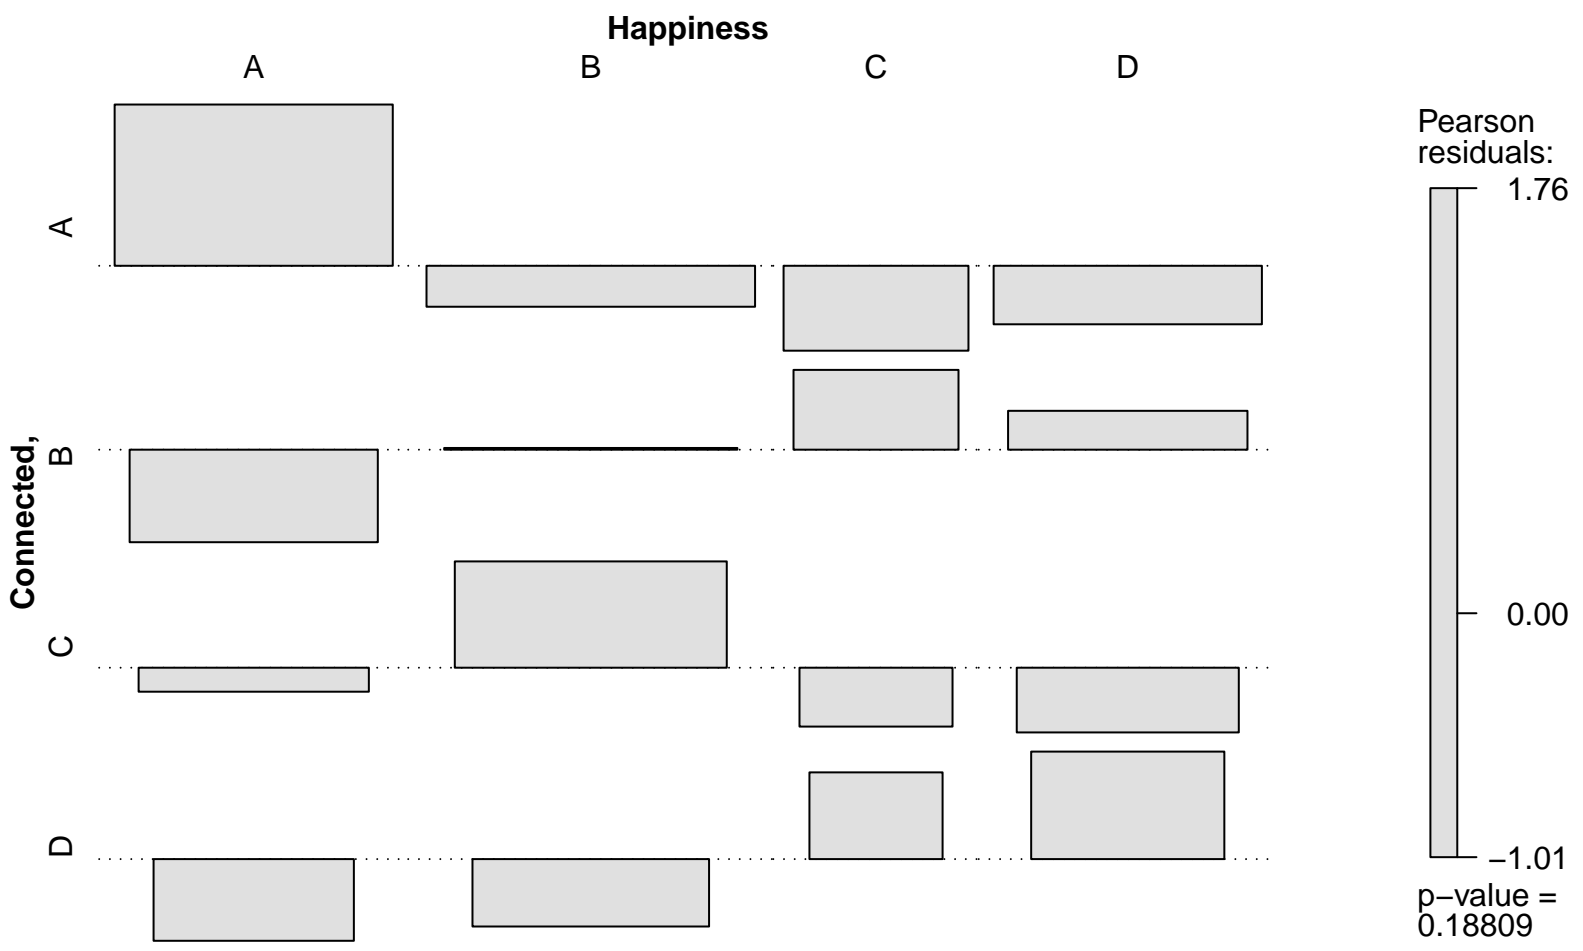 Happiness
A B C D
Connected,
A
B
C
D
Pearson
residuals:
1.76
0.00
−1.01
p−value =
0.18809